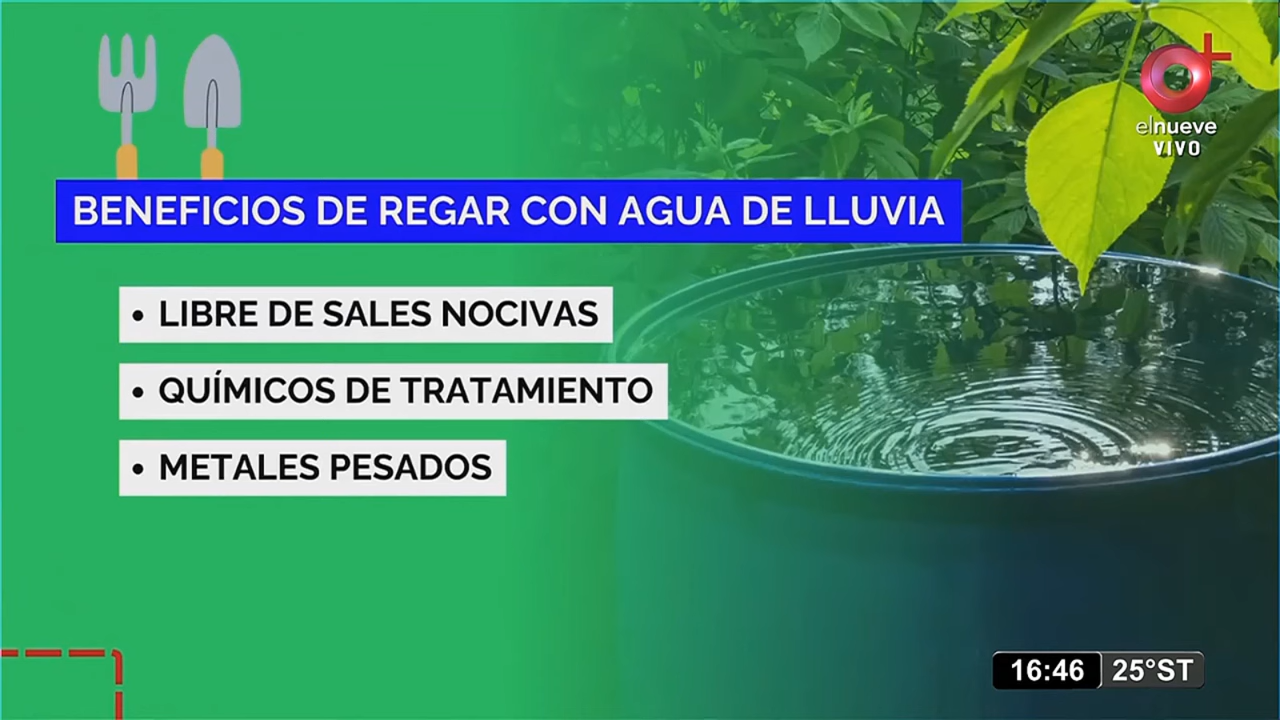 elnueve
VIVO
BENEFICIOS DE REGAR CON AGUA DE LLUVIA
• LIBRE DE SALES NOCIVAS
• QUÍMICOS DE TRATAMIENTO
• METALES PESADOS
16:46 25°ST